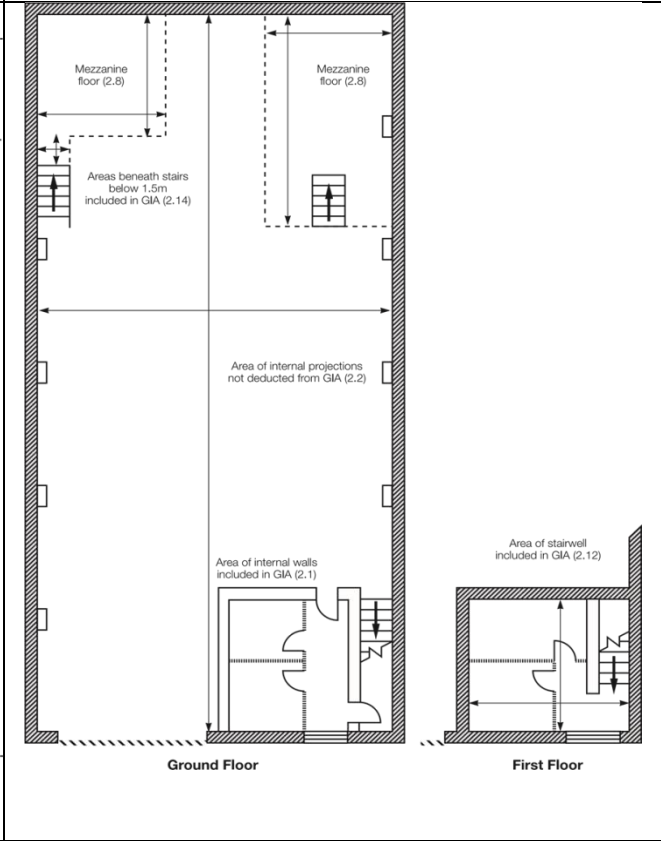 Mezzanine
floor (2.8)
Mezzanine
floor (2.8)
Areas beneath stairs
below 1.5m
included in GIA (2.14)
Area of internal projections
not deducted from GIA (2.2)
Area of internal walls
included in GIA (2.1)
Area of stairwell
included in GIA (2.12)
Ground Floor
First Floor